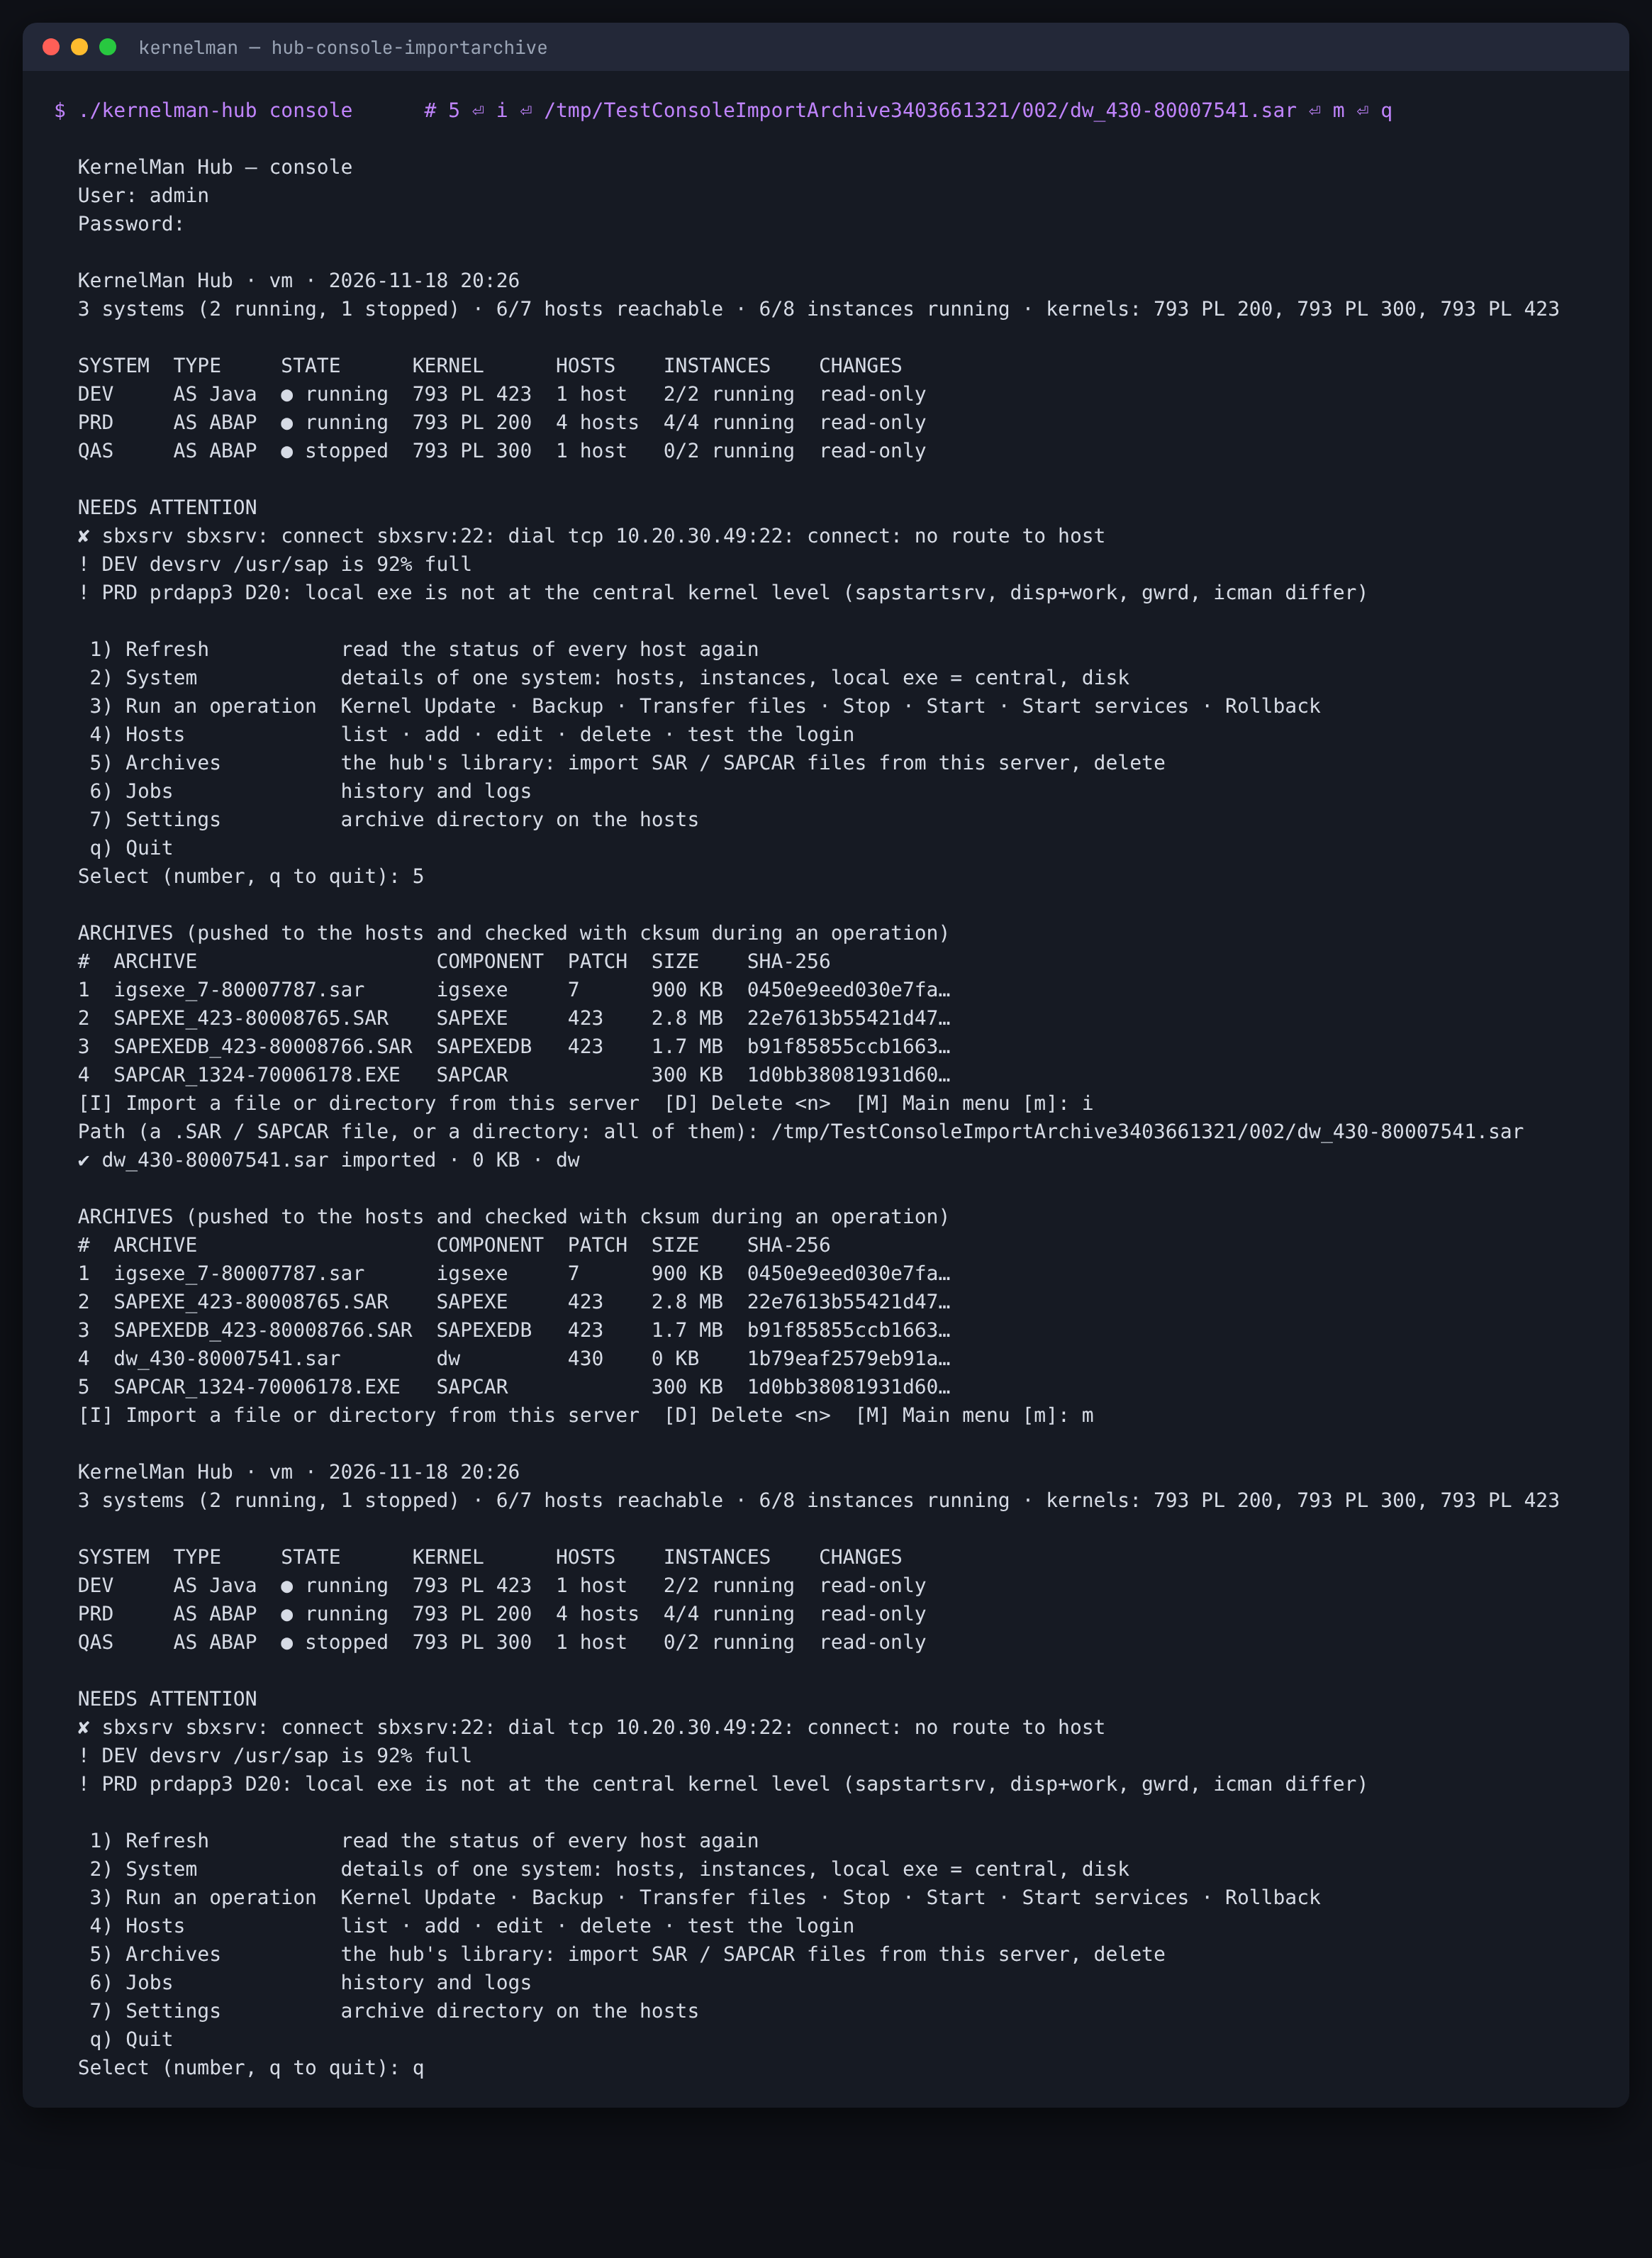 kernelman — hub-console-importarchive
$ ./kernelman-hub console      # 5 ⏎ i ⏎ /tmp/TestConsoleImportArchive3403661321/002/dw_430-80007541.sar ⏎ m ⏎ q
KernelMan Hub — console
User: admin
Password:
KernelMan Hub · vm · 2026-11-18 20:26
3 systems (2 running, 1 stopped) · 6/7 hosts reachable · 6/8 instances running · kernels: 793 PL 200, 793 PL 300, 793 PL 423
SYSTEM  TYPE     STATE      KERNEL      HOSTS    INSTANCES    CHANGES
DEV     AS Java  ● running  793 PL 423  1 host   2/2 running  read-only
PRD     AS ABAP  ● running  793 PL 200  4 hosts  4/4 running  read-only
QAS     AS ABAP  ● stopped  793 PL 300  1 host   0/2 running  read-only
NEEDS ATTENTION
✘ sbxsrv sbxsrv: connect sbxsrv:22: dial tcp 10.20.30.49:22: connect: no route to host
! DEV devsrv /usr/sap is 92% full
! PRD prdapp3 D20: local exe is not at the central kernel level (sapstartsrv, disp+work, gwrd, icman differ)
1) Refresh           read the status of every host again
2) System            details of one system: hosts, instances, local exe = central, disk
3) Run an operation  Kernel Update · Backup · Transfer files · Stop · Start · Start services · Rollback
4) Hosts             list · add · edit · delete · test the login
5) Archives          the hub's library: import SAR / SAPCAR files from this server, delete
6) Jobs              history and logs
7) Settings          archive directory on the hosts
q) Quit
Select (number, q to quit): 5
ARCHIVES (pushed to the hosts and checked with cksum during an operation)
#  ARCHIVE                    COMPONENT  PATCH  SIZE    SHA-256
1  igsexe_7-80007787.sar      igsexe     7      900 KB  0450e9eed030e7fa…
2  SAPEXE_423-80008765.SAR    SAPEXE     423    2.8 MB  22e7613b55421d47…
3  SAPEXEDB_423-80008766.SAR  SAPEXEDB   423    1.7 MB  b91f85855ccb1663…
4  SAPCAR_1324-70006178.EXE   SAPCAR            300 KB  1d0bb38081931d60…
[I] Import a file or directory from this server  [D] Delete <n>  [M] Main menu [m]: i
Path (a .SAR / SAPCAR file, or a directory: all of them): /tmp/TestConsoleImportArchive3403661321/002/dw_430-80007541.sar
✔ dw_430-80007541.sar imported · 0 KB · dw
ARCHIVES (pushed to the hosts and checked with cksum during an operation)
#  ARCHIVE                    COMPONENT  PATCH  SIZE    SHA-256
1  igsexe_7-80007787.sar      igsexe     7      900 KB  0450e9eed030e7fa…
2  SAPEXE_423-80008765.SAR    SAPEXE     423    2.8 MB  22e7613b55421d47…
3  SAPEXEDB_423-80008766.SAR  SAPEXEDB   423    1.7 MB  b91f85855ccb1663…
4  dw_430-80007541.sar        dw         430    0 KB    1b79eaf2579eb91a…
5  SAPCAR_1324-70006178.EXE   SAPCAR            300 KB  1d0bb38081931d60…
[I] Import a file or directory from this server  [D] Delete <n>  [M] Main menu [m]: m
KernelMan Hub · vm · 2026-11-18 20:26
3 systems (2 running, 1 stopped) · 6/7 hosts reachable · 6/8 instances running · kernels: 793 PL 200, 793 PL 300, 793 PL 423
SYSTEM  TYPE     STATE      KERNEL      HOSTS    INSTANCES    CHANGES
DEV     AS Java  ● running  793 PL 423  1 host   2/2 running  read-only
PRD     AS ABAP  ● running  793 PL 200  4 hosts  4/4 running  read-only
QAS     AS ABAP  ● stopped  793 PL 300  1 host   0/2 running  read-only
NEEDS ATTENTION
✘ sbxsrv sbxsrv: connect sbxsrv:22: dial tcp 10.20.30.49:22: connect: no route to host
! DEV devsrv /usr/sap is 92% full
! PRD prdapp3 D20: local exe is not at the central kernel level (sapstartsrv, disp+work, gwrd, icman differ)
1) Refresh           read the status of every host again
2) System            details of one system: hosts, instances, local exe = central, disk
3) Run an operation  Kernel Update · Backup · Transfer files · Stop · Start · Start services · Rollback
4) Hosts             list · add · edit · delete · test the login
5) Archives          the hub's library: import SAR / SAPCAR files from this server, delete
6) Jobs              history and logs
7) Settings          archive directory on the hosts
q) Quit
Select (number, q to quit): q